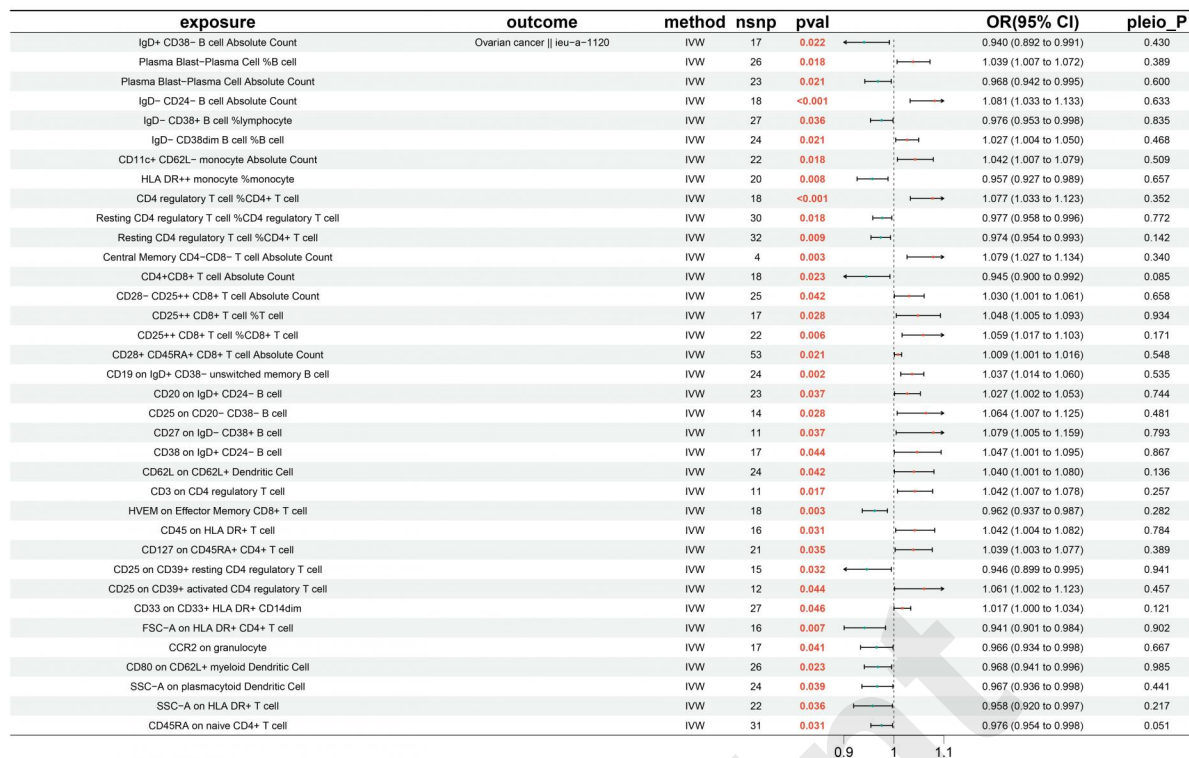 exposure outcome method nsnp pval OR(95% CI) pleio_P
IgD+ CD38− B cell Absolute Count Ovarian cancer || ieu-a-1120 IVW 17 0.022 0.940 (0.892 to 0.991) 0.430
Plasma Blast−Plasma Cell %B cell IVW 26 0.018 1.039 (1.007 to 1.072) 0.389
Plasma Blast−Plasma Cell Absolute Count IVW 23 0.021 0.968 (0.942 to 0.995) 0.600
IgD− CD24− B cell Absolute Count IVW 18 <0.001 1.081 (1.033 to 1.133) 0.633
IgD− CD38+ B cell %lymphocyte IVW 27 0.036 0.976 (0.953 to 0.998) 0.835
IgD− CD38dim B cell %B cell IVW 24 0.021 1.027 (1.004 to 1.050) 0.468
CD11c+ CD62L− monocyte Absolute Count IVW 22 0.018 1.042 (1.007 to 1.079) 0.509
HLA DR++ monocyte %monocyte IVW 20 0.008 0.957 (0.927 to 0.989) 0.657
CD4 regulatory T cell %CD4+ T cell IVW 18 <0.001 1.077 (1.033 to 1.123) 0.352
Resting CD4 regulatory T cell %CD4 regulatory T cell IVW 30 0.018 0.977 (0.958 to 0.996) 0.772
Resting CD4 regulatory T cell %CD4+ T cell IVW 32 0.009 0.974 (0.954 to 0.993) 0.142
Central Memory CD4−CD8− T cell Absolute Count IVW 4 0.003 1.079 (1.027 to 1.134) 0.340
CD4+CD8+ T cell Absolute Count IVW 18 0.023 0.945 (0.900 to 0.992) 0.085
CD28− CD25++ CD8+ T cell Absolute Count IVW 25 0.042 1.030 (1.001 to 1.061) 0.658
CD25++ CD8+ T cell %T cell IVW 17 0.028 1.048 (1.005 to 1.093) 0.934
CD25++ CD8+ T cell %CD8+ T cell IVW 22 0.006 1.059 (1.017 to 1.103) 0.171
CD28+ CD45RA+ CD8+ T cell Absolute Count IVW 53 0.021 1.009 (1.001 to 1.016) 0.548
CD19 on IgD+ CD38− unswitched memory B cell IVW 24 0.002 1.037 (1.014 to 1.060) 0.535
CD20 on IgD+ CD24− B cell IVW 23 0.037 1.027 (1.002 to 1.053) 0.744
CD25 on CD20− CD38− B cell IVW 14 0.028 1.064 (1.007 to 1.125) 0.481
CD27 on IgD− CD38+ B cell IVW 11 0.037 1.079 (1.005 to 1.159) 0.793
CD38 on IgD+ CD24− B cell IVW 17 0.044 1.047 (1.001 to 1.095) 0.867
CD62L on CD62L+ Dendritic Cell IVW 24 0.042 1.040 (1.001 to 1.080) 0.136
CD3 on CD4 regulatory T cell IVW 11 0.017 1.042 (1.007 to 1.078) 0.257
HVEM on Effector Memory CD8+ T cell IVW 18 0.003 0.962 (0.937 to 0.987) 0.282
CD45 on HLA DR+ T cell IVW 16 0.031 1.042 (1.004 to 1.082) 0.784
CD127 on CD45RA+ CD4+ T cell IVW 21 0.035 1.039 (1.003 to 1.077) 0.389
CD25 on CD39+ resting CD4 regulatory T cell IVW 15 0.032 0.946 (0.899 to 0.995) 0.941
CD25 on CD39+ activated CD4 regulatory T cell IVW 12 0.044 1.061 (1.002 to 1.123) 0.457
CD33 on CD33+ HLA DR+ CD14dim IVW 27 0.046 1.017 (1.000 to 1.034) 0.121
FSC−A on HLA DR+ CD4+ T cell IVW 16 0.007 0.941 (0.901 to 0.984) 0.902
CCR2 on granulocyte IVW 17 0.041 0.966 (0.934 to 0.998) 0.667
CD80 on CD62L+ myeloid Dendritic Cell IVW 26 0.023 0.968 (0.941 to 0.996) 0.985
SSC−A on plasmacytoid Dendritic Cell IVW 24 0.039 0.967 (0.936 to 0.998) 0.441
SSC−A on HLA DR+ T cell IVW 22 0.036 0.958 (0.920 to 0.997) 0.217
CD45RA on naive CD4+ T cell IVW 31 0.031 0.976 (0.954 to 0.998) 0.051
0.9 1 1.1